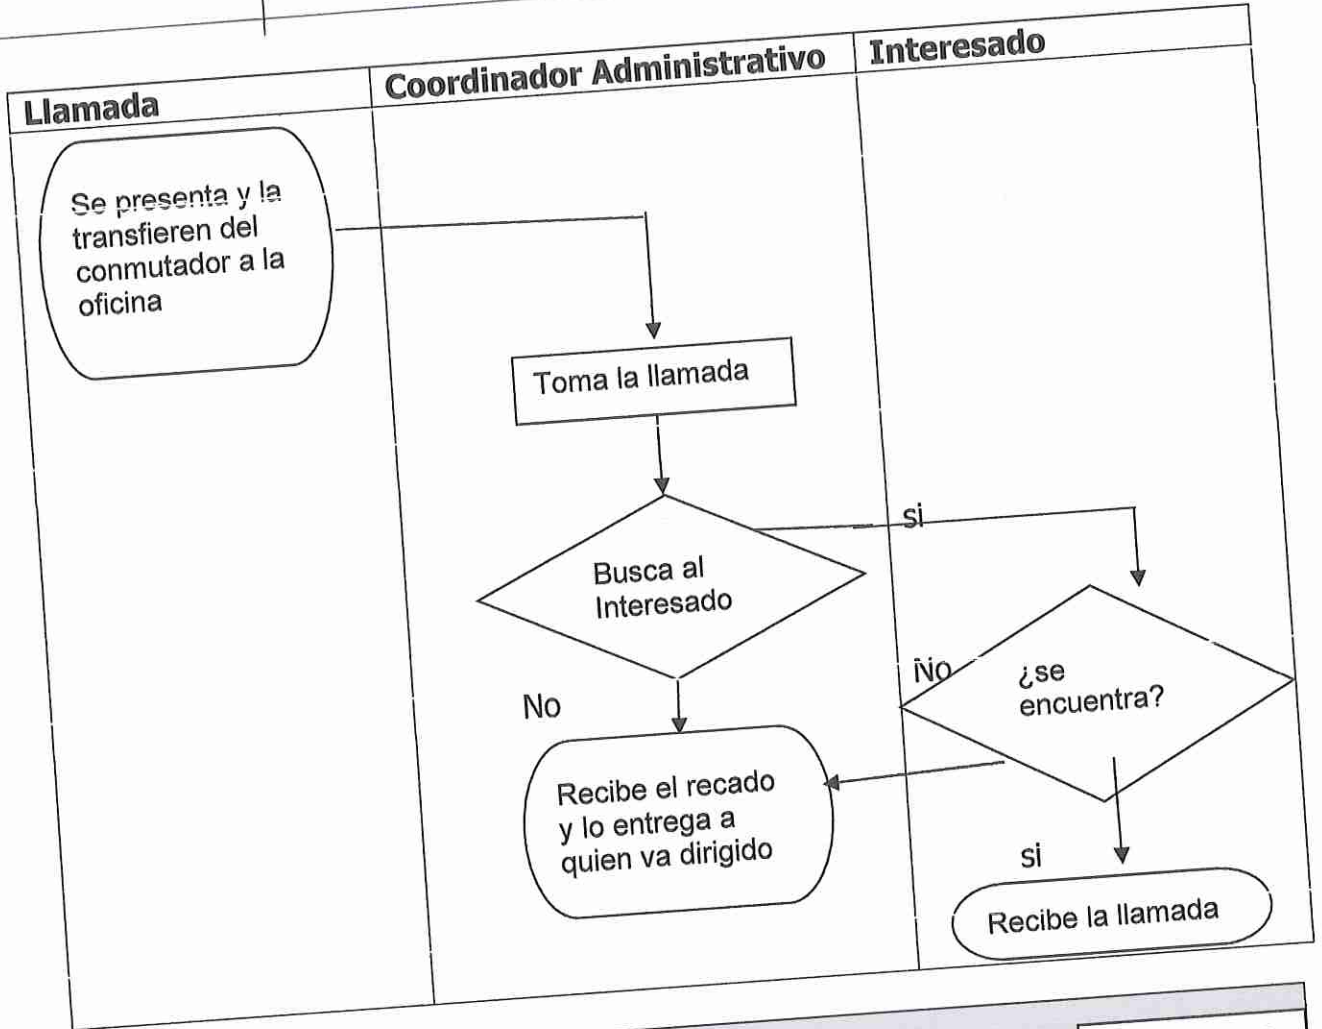 Llamada
Coordinador Administrativo
Interesado
Se presenta y la
transfieren del
conmutador a la
oficina
Toma la llamada
Busca al
Interesado
si
No
¿se
encuentra?
No
Recibe el recado
y lo entrega a
quien va dirigido
si
Recibe la llamada